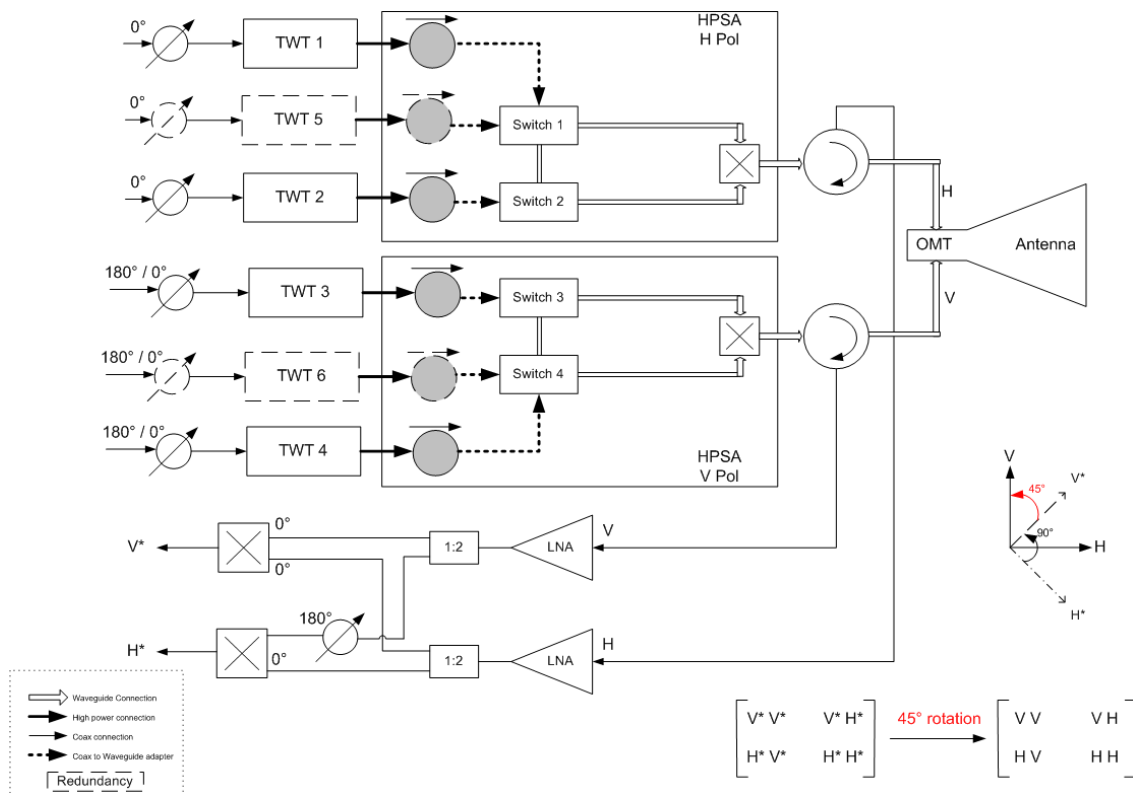 HPSA
H Pol
0°
TWT 1
0°
TWT 5
Switch 1
0°
TWT 2
Switch 2
H
OMT
Antenna
180° / 0°
TWT 3
Switch 3
V
180° / 0°
TWT 6
Switch 4
180° / 0°
TWT 4
HPSA
V Pol
V
V*
45°
90°
H
H*
0°
V
V*
1:2
LNA
0°
180°
H
H*
0°
1:2
LNA
Waveguide Connection
High power connection
Coax connection
Coax to Waveguide adapter
Redundancy
V* V* V* H*
H* V* H* H*
45° rotation
V V V H
H V H H